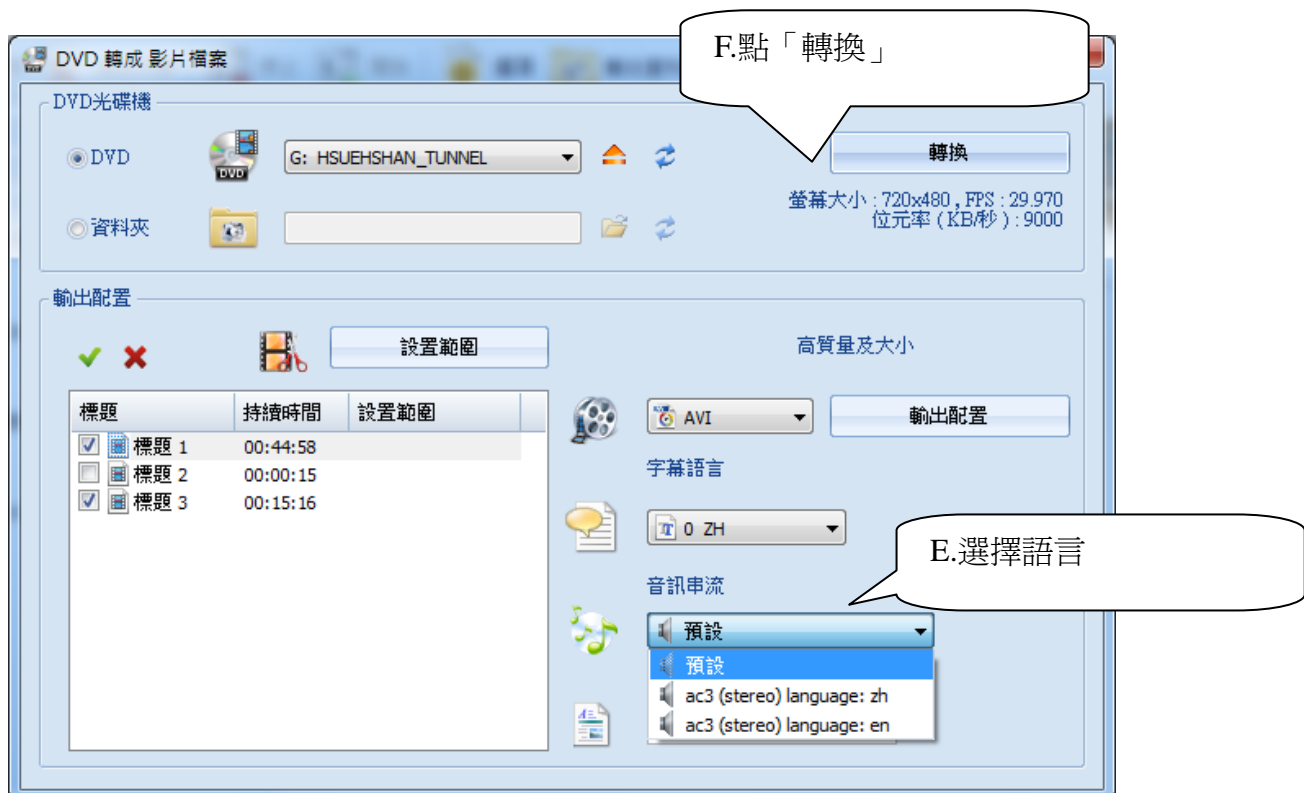 F.點「轉換」
DVD 轉成 影片檔案
DVD光碟機
DVD
DVD
G: HSUEHSHAN_TUNNEL
轉換
螢幕大小 : 720x480 , FPS : 29.970
位元率 ( KB/秒 ) : 9000
資料夾
輸出配置
設置範圍
高質量及大小
標題 持續時間 設置範圍
標題 1 00:44:58
標題 2 00:00:15
標題 3 00:15:16
AVI
輸出配置
字幕語言
0 ZH
E.選擇語言
音訊串流
預設
預設
ac3 (stereo) language: zh
ac3 (stereo) language: en